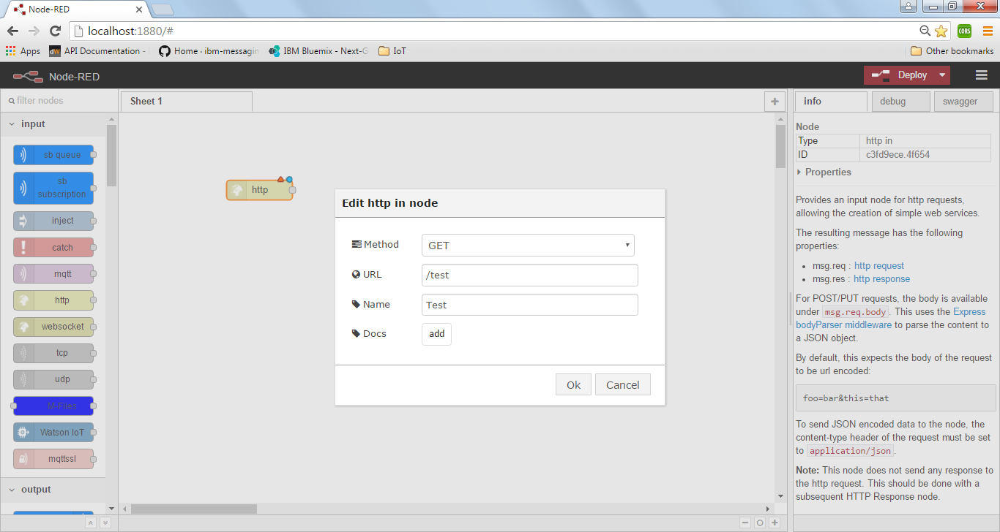 Node-RED
localhost:1880/#
CORS
Apps
dW API Documentation -
Home · ibm-messagin
IBM Bluemix - Next-G
IoT
Other bookmarks
Node-RED
Deploy
filter nodes
input
sb queue
sb
subscription
inject
catch
mqtt
http
websocket
tcp
udp
M-Files
Watson IoT
mqttssl
output
Sheet 1
http
Edit http in node
Method
GET
URL
/test
Name
Test
Docs
add
Ok
Cancel
info
debug
swagger
Node
Type http in
ID c3fd9ece.4f654
Properties
Provides an input node for http requests,
allowing the creation of simple web services.
The resulting message has the following
properties:
• msg.req : http request
• msg.res : http response
For POST/PUT requests, the body is available
under msg.req.body. This uses the Express
bodyParser middleware to parse the content to
a JSON object.
By default, this expects the body of the request
to be url encoded:
foo=bar&this=that
To send JSON encoded data to the node, the
content-type header of the request must be set
to application/json.
Note: This node does not send any response to
the http request. This should be done with a
subsequent HTTP Response node.